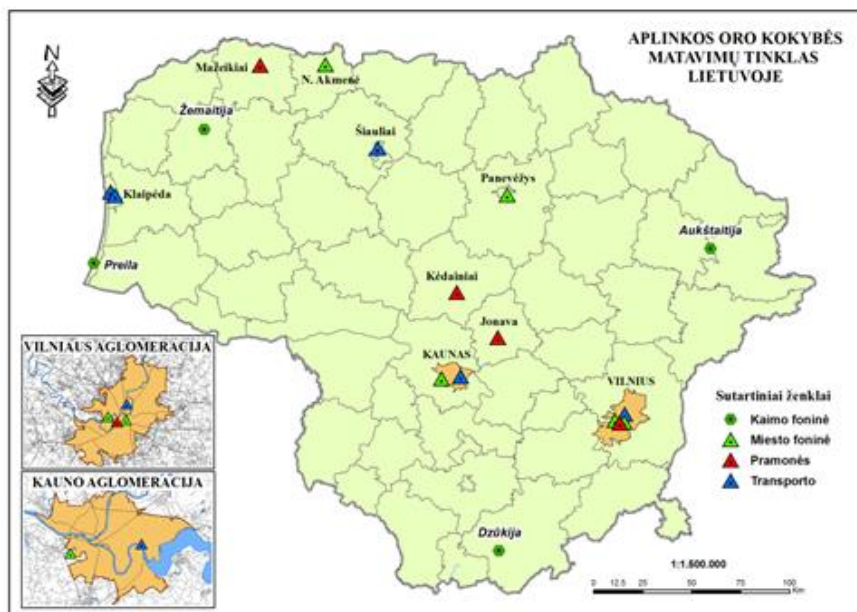 APLINKOS ORO KOKYBĖS
MATAVIMŲ TINKLAS
LIETUVOJE
N
Mažeikiai
N. Akmenė
Žemaitija
Šiauliai
Klaipėda
Panevėžys
Aukštaitija
Preila
Kėdainiai
Jonava
KAUNAS
VILNIUS
Dzūkija
VILNIAUS AGLOMERACIJA
KAUNO AGLOMERACIJA
Sutartiniai ženklai
Kaimo foninė
Miesto foninė
Pramonės
Transporto
1:1.500.000
0 12.5 25 50 75 100
Km